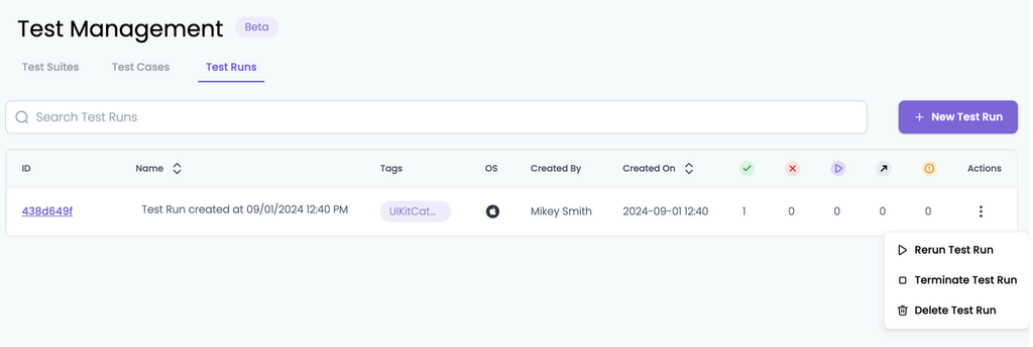 Test Management Beta
Test Suites Test Cases Test Runs
Search Test Runs + New Test Run
ID Name Tags OS Created By Created On Actions
438d649f Test Run created at 09/01/2024 12:40 PM UIKitCat... Mikey Smith 2024-09-01 12:40 1 0 0 0 0
Rerun Test Run
Terminate Test Run
Delete Test Run